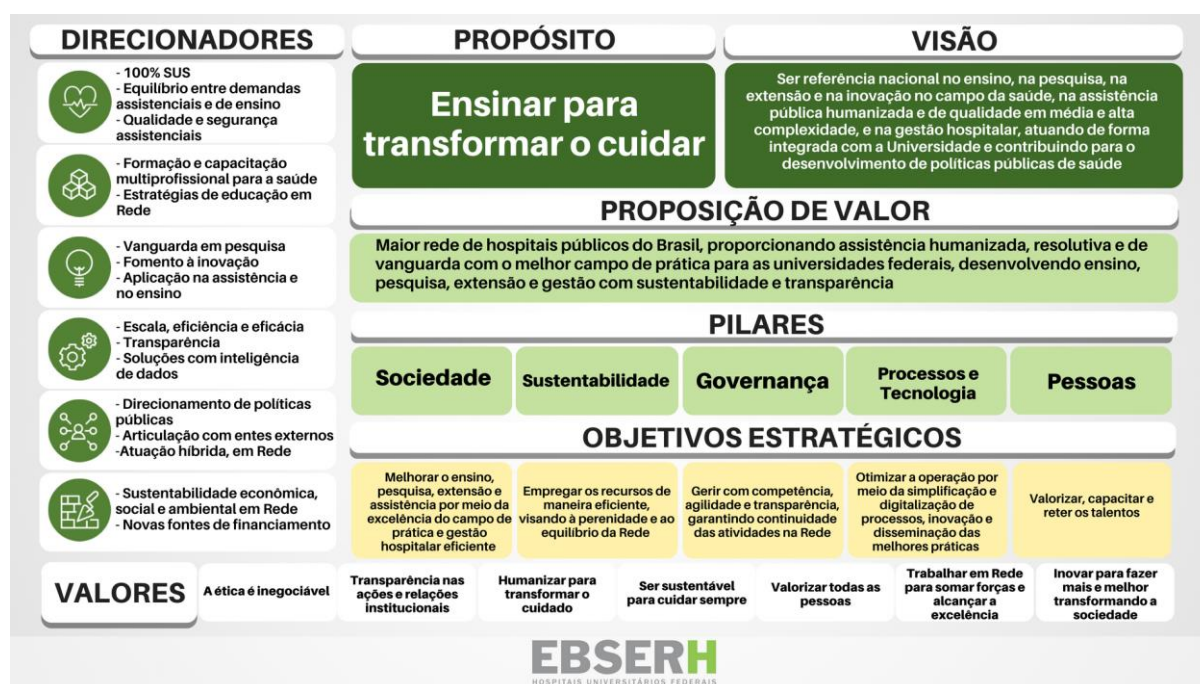 DIRECIONADORES
- 100% SUS
- Equilíbrio entre demandas
assistenciais e de ensino
- Qualidade e segurança
assistenciais
- Formação e capacitação
multiprofissional para a saúde
- Estratégias de educação em
Rede
- Vanguarda em pesquisa
- Fomento à inovação
- Aplicação na assistência e
no ensino
- Escala, eficiência e eficácia
- Transparência
- Soluções com inteligência
de dados
- Direcionamento de políticas
públicas
- Articulação com entes externos
-Atuação híbrida, em Rede
- Sustentabilidade econômica,
social e ambiental em Rede
- Novas fontes de financiamento
PROPÓSITO
Ensinar para
transformar o cuidar
VISÃO
Ser referência nacional no ensino, na pesquisa, na
extensão e na inovação no campo da saúde, na assistência
pública humanizada e de qualidade em média e alta
complexidade, e na gestão hospitalar, atuando de forma
integrada com a Universidade e contribuindo para o
desenvolvimento de políticas públicas de saúde
PROPOSIÇÃO DE VALOR
Maior rede de hospitais públicos do Brasil, proporcionando assistência humanizada, resolutiva e de
vanguarda com o melhor campo de prática para as universidades federais, desenvolvendo ensino,
pesquisa, extensão e gestão com sustentabilidade e transparência
PILARES
Sociedade
Sustentabilidade
Governança
Processos e
Tecnologia
Pessoas
OBJETIVOS ESTRATÉGICOS
Melhorar o ensino,
pesquisa, extensão e
assistência por meio da
excelência do campo de
prática e gestão
hospitalar eficiente
Empregar os recursos de
maneira eficiente,
visando à perenidade e ao
equilíbrio da Rede
Gerir com competência,
agilidade e transparência,
garantindo continuidade
das atividades na Rede
Otimizar a operação por
meio da simplificação e
digitalização de
processos, inovação e
disseminação das
melhores práticas
Valorizar, capacitar e
reter os talentos
VALORES
A ética é inegociável
Transparência nas
ações e relações
institucionais
Humanizar para
transformar o
cuidado
Ser sustentável
para cuidar sempre
Valorizar todas as
pessoas
Trabalhar em Rede
para somar forças e
alcançar a
excelência
Inovar para fazer
mais e melhor
transformando a
sociedade
EBSERH
HOSPITAIS UNIVERSITÁRIOS FEDERAIS